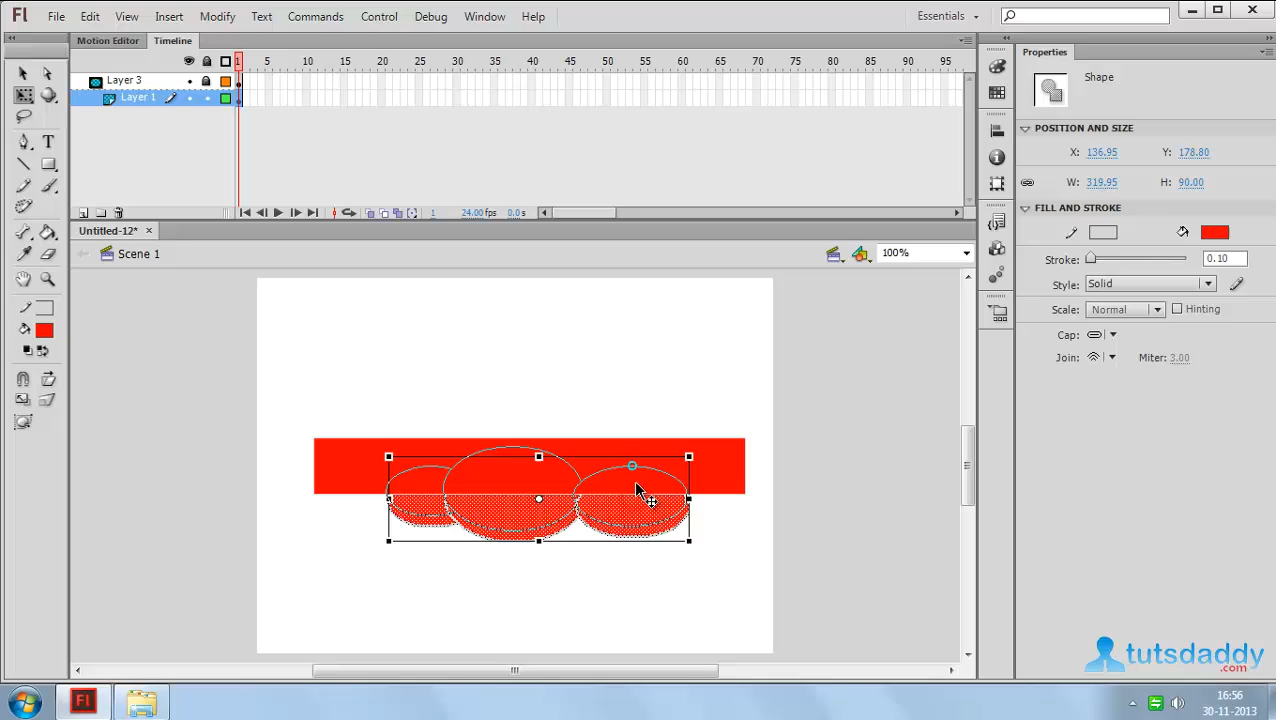 Fl File Edit View Insert Modify Text Commands Control Debug Window Help Essentials
Motion Editor Timeline Properties
1 5 10 15 20 25 30 35 40 45 50 55 60 65 70 75 80 85 90 95
Layer 3
Layer 1
Shape
POSITION AND SIZE
X: 136.95 Y: 178.80
W: 319.95 H: 90.00
FILL AND STROKE
1 24.00 fps 0.0 s
Untitled-12*
Scene 1 100%
Stroke: 0.10
Style: Solid
Scale: Normal Hinting
Cap:
Join: Miter: 3.00
tutsdaddy
.com
Fl
16:56
30-11-2013